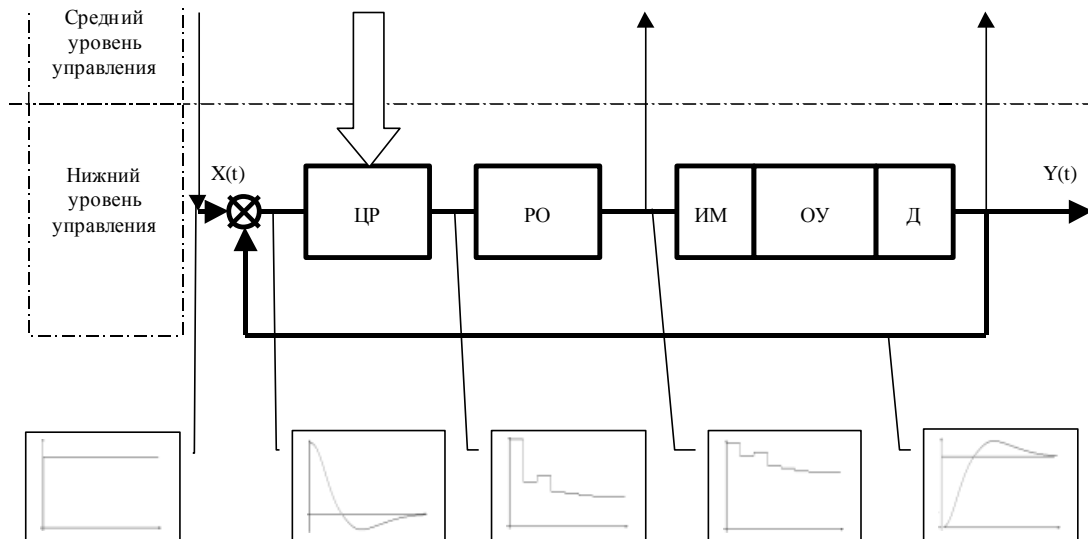 Средний
уровень
управления
Нижний
уровень
управления
X(t)
ЦР
РО
ИМ
ОУ
Д
Y(t)